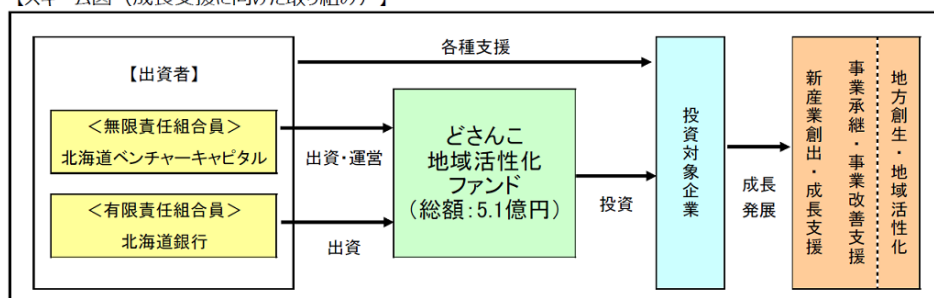 【スキーム図（成長支援に向けた取り組み）】
【出資者】
＜無限責任組合員＞
北海道ベンチャーキャピタル
＜有限責任組合員＞
北海道銀行
各種支援
出資・運営
出資
どさんこ
地域活性化
ファンド
（総額：5.1億円）
投資
投資対象企業
成長
発展
新産業創出・成長支援
事業承継・事業改善支援
地方創生・地域活性化